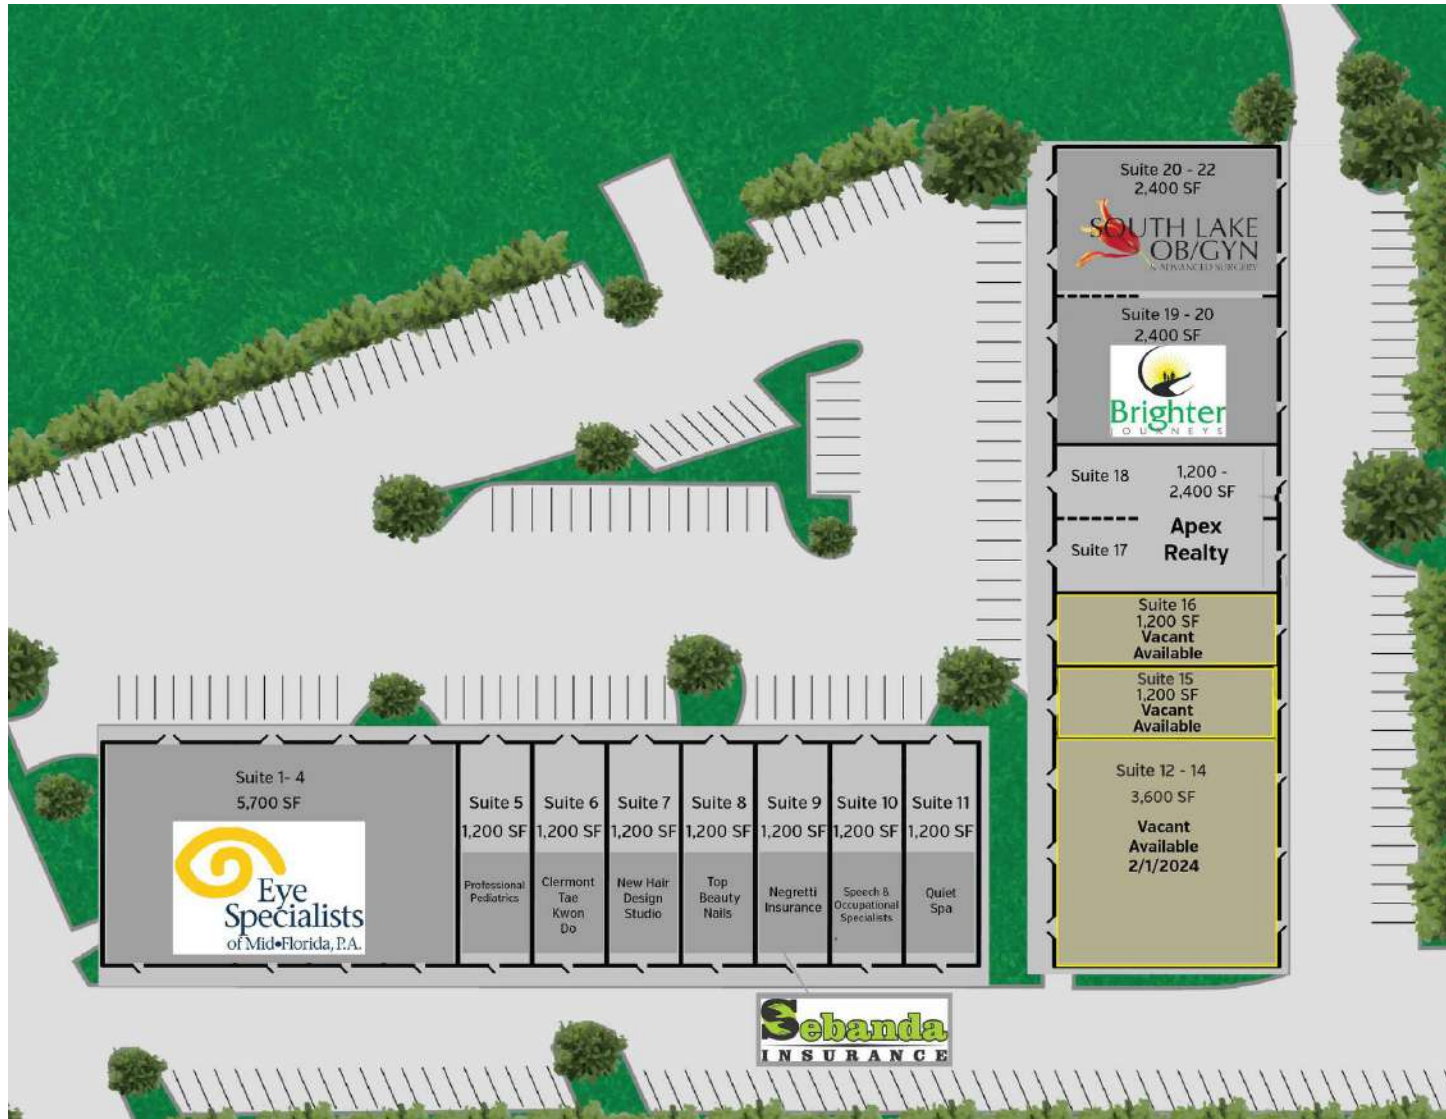 Suite 20 - 22
2,400 SF
SOUTH LAKE
OB/GYN
& ADVANCED SURGERY
Suite 19 - 20
2,400 SF
Brighter
JOURNEYS
Suite 18
1,200 -
2,400 SF
Suite 17
Apex
Realty
Suite 16
1,200 SF
Vacant
Available
Suite 15
1,200 SF
Vacant
Available
Suite 12 - 14
3,600 SF
Vacant
Available
2/1/2024
Suite 1- 4
5,700 SF
Eye
Specialists
of Mid•Florida, P.A.
Suite 5
1,200 SF
Professional
Pediatrics
Suite 6
1,200 SF
Clermont
Tae
Kwon
Do
Suite 7
1,200 SF
New Hair
Design
Studio
Suite 8
1,200 SF
Top
Beauty
Nails
Suite 9
1,200 SF
Negretti
Insurance
Suite 10
1,200 SF
Speech &
Occupational
Specialists
Suite 11
1,200 SF
Quiet
Spa
Sebanda
INSURANCE